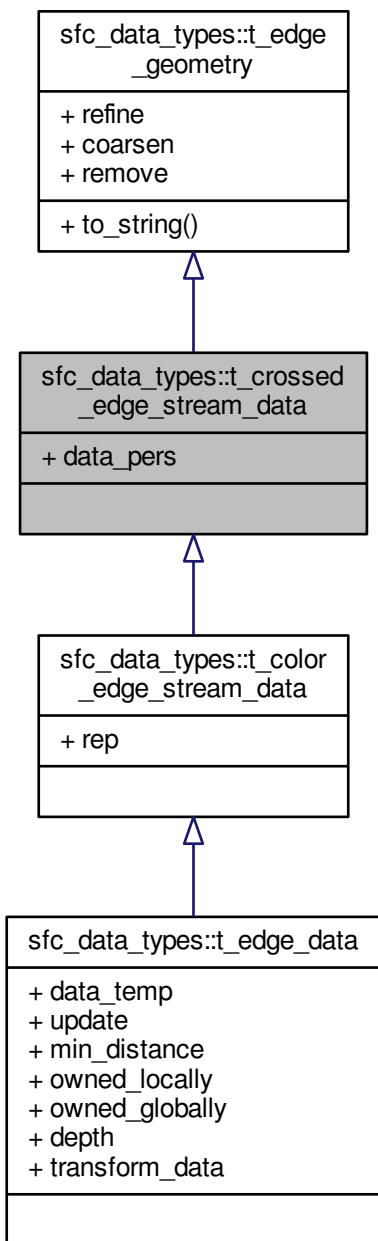 sfc_data_types::t_edge
_geometry
+ refine
+ coarsen
+ remove
+ to_string()
sfc_data_types::t_crossed
_edge_stream_data
+ data_pers
sfc_data_types::t_color
_edge_stream_data
+ rep
sfc_data_types::t_edge_data
+ data_temp
+ update
+ min_distance
+ owned_locally
+ owned_globally
+ depth
+ transform_data